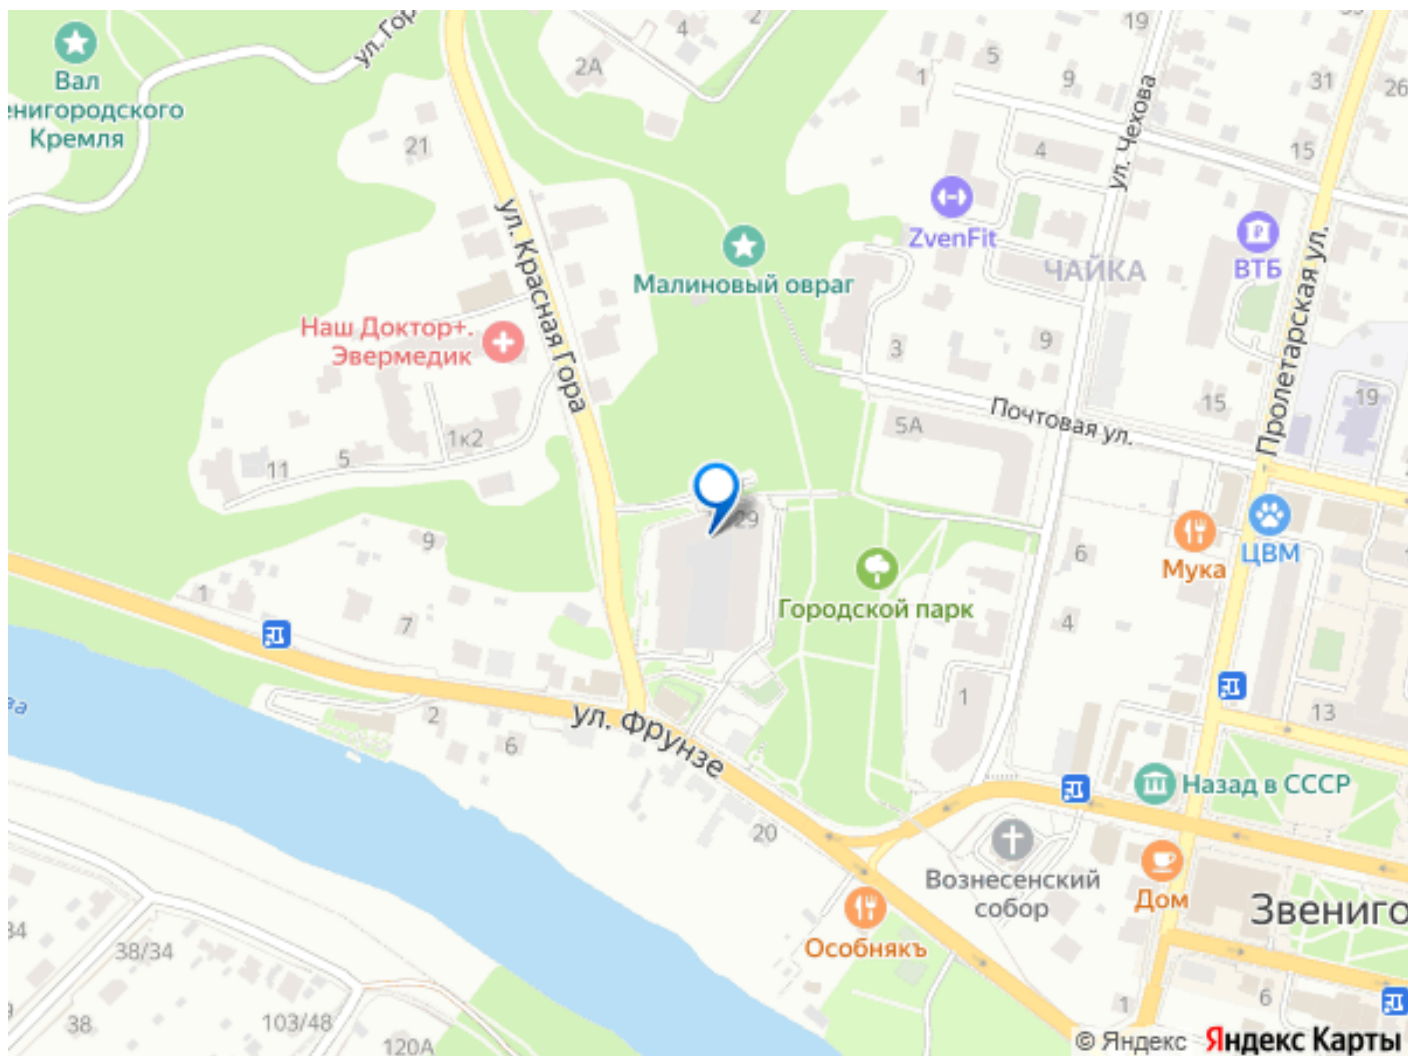 ул. Гор
4
2
19
Вал
енигородского
Кремля
2А
5
1
9
31
26
ул. Чехова
21
4
15
ул. Красная Гора
ZvenFit
ВТБ
Пролетарская ул.
Малиновый овраг
ЧАЙКА
Наш Доктор+.
Эвермедик
3
9
19
15
Почтовая ул.
5А
1к2
5
11
29
9
6
Мука
ЦВМ
1
7
Городской парк
4
ва
2
6
ул. Фрунзе
1
13
Назад в СССР
20
Вознесенский
собор
Дом
Звениго
34
38/34
Особнякъ
38
103/48
120А
1
6
© Яндекс Яндекс Карты